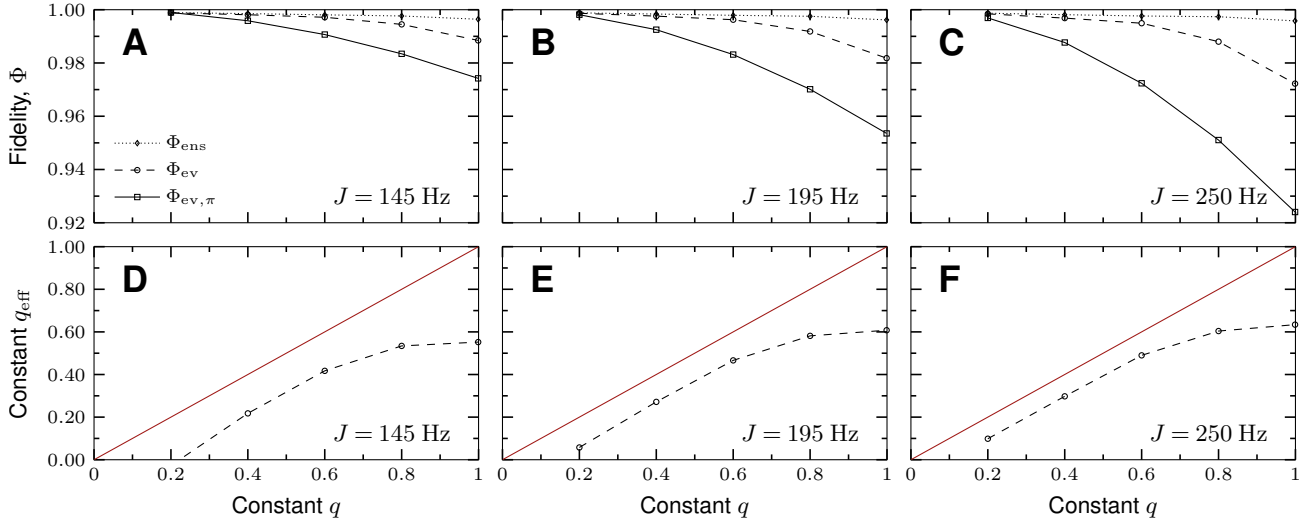 1.00
0.98
0.96
0.94
0.92
Fidelity, Φ
A
Φens
Φev
Φev,π
J = 145 Hz
B
J = 195 Hz
C
J = 250 Hz
1.00
0.80
0.60
0.40
0.20
0.00
Constant qeff
D
J = 145 Hz
E
J = 195 Hz
F
J = 250 Hz
0 0.2 0.4 0.6 0.8 1
0 0.2 0.4 0.6 0.8 1
0 0.2 0.4 0.6 0.8 1
Constant q
Constant q
Constant q